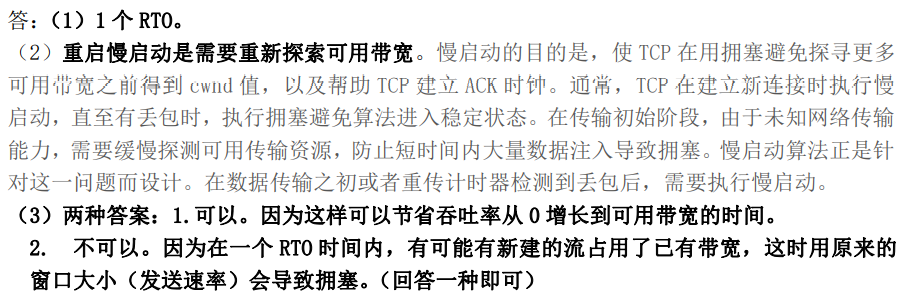 答：（1）1 个 RTO。
（2）重启慢启动是需要重新探索可用带宽。慢启动的目的是，使 TCP 在用拥塞避免探寻更多
可用带宽之前得到 cwnd 值，以及帮助 TCP 建立 ACK 时钟。通常，TCP 在建立新连接时执行慢
启动，直至有丢包时，执行拥塞避免算法进入稳定状态。在传输初始阶段，由于未知网络传输
能力，需要缓慢探测可用传输资源，防止短时间内大量数据注入导致拥塞。慢启动算法正是针
对这一问题而设计。在数据传输之初或者重传计时器检测到丢包后，需要执行慢启动。
（3）两种答案：1.可以。因为这样可以节省吞吐率从 0 增长到可用带宽的时间。
2. 不可以。因为在一个 RTO 时间内，有可能有新建的流占用了已有带宽，这时用原来的
窗口大小（发送速率）会导致拥塞。（回答一种即可）